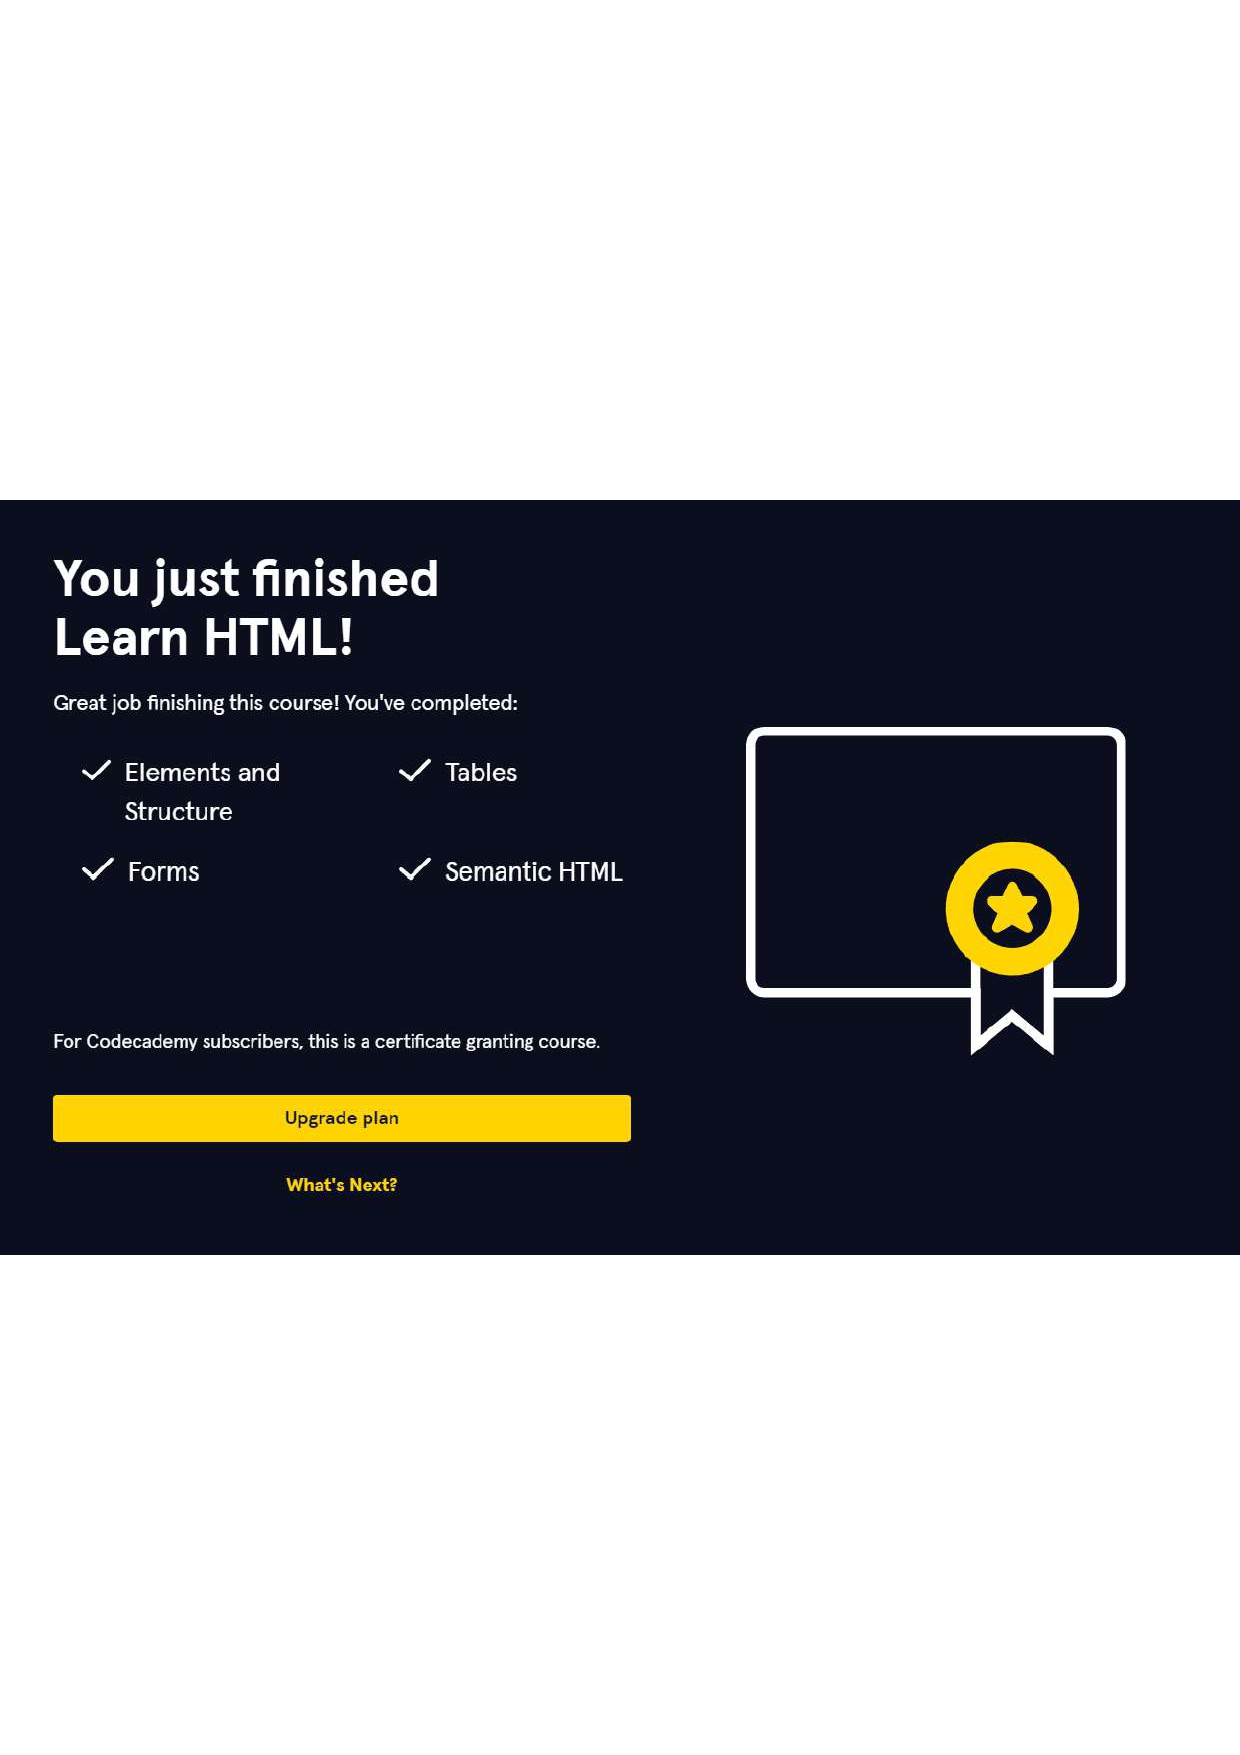 You just finished
Learn HTML!
Great job finishing this course! You've completed:
Elements and
Structure
Tables
Forms
Semantic HTML
For Codecademy subscribers, this is a certificate granting course.
Upgrade plan
What's Next?